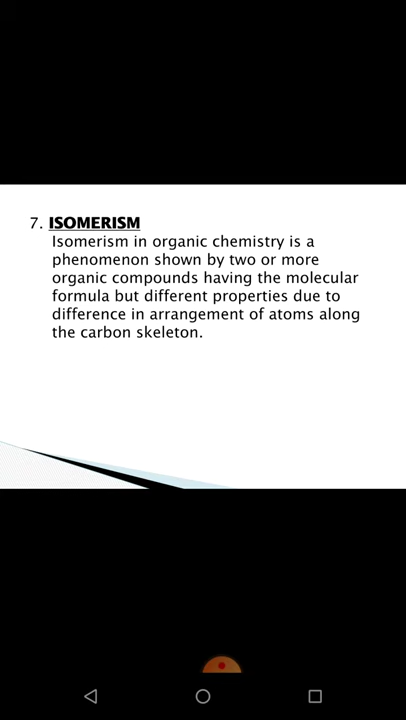 7. ISOMERISM
Isomerism in organic chemistry is a
phenomenon shown by two or more
organic compounds having the molecular
formula but different properties due to
difference in arrangement of atoms along
the carbon skeleton.